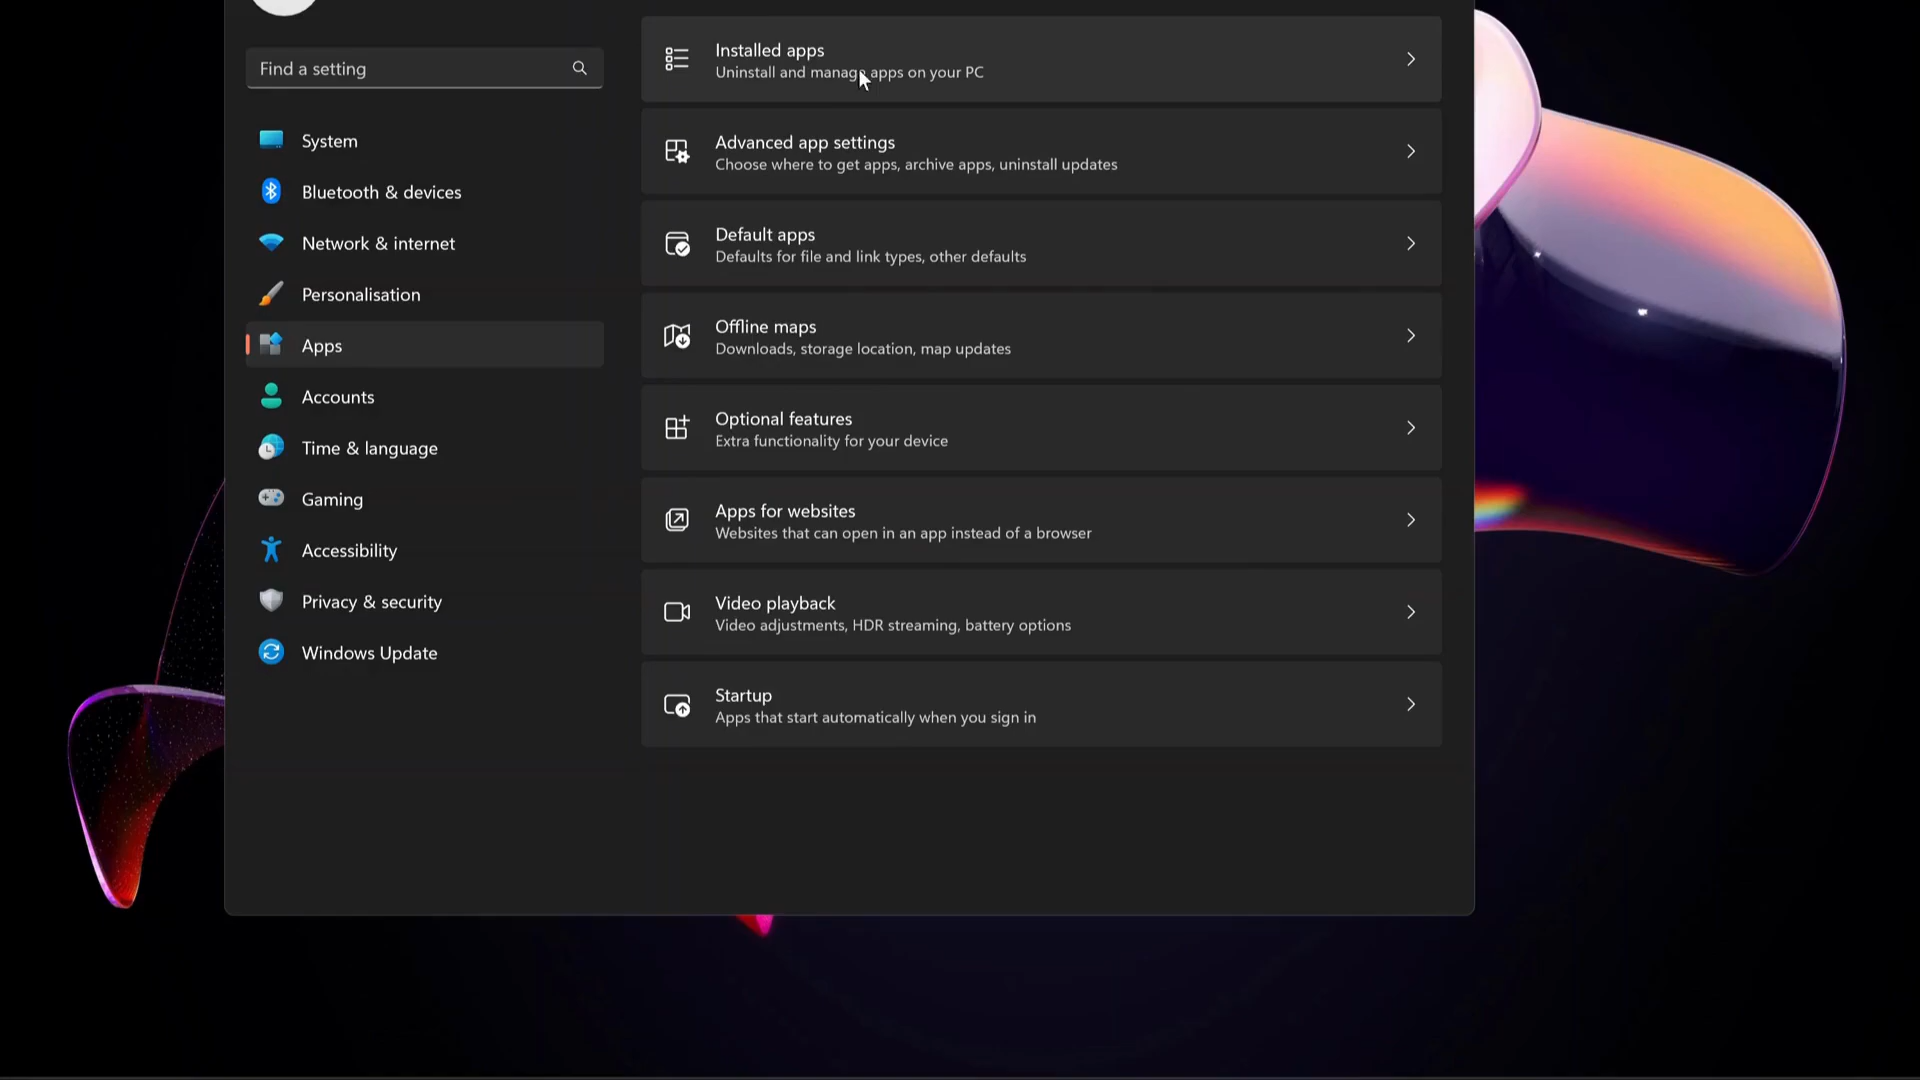 Find a setting
System
Bluetooth & devices
Network & internet
Personalisation
Apps
Accounts
Time & language
Gaming
Accessibility
Privacy & security
Windows Update
Installed apps
Uninstall and manage apps on your PC
Advanced app settings
Choose where to get apps, archive apps, uninstall updates
Default apps
Defaults for file and link types, other defaults
Offline maps
Downloads, storage location, map updates
Optional features
Extra functionality for your device
Apps for websites
Websites that can open in an app instead of a browser
Video playback
Video adjustments, HDR streaming, battery options
Startup
Apps that start automatically when you sign in